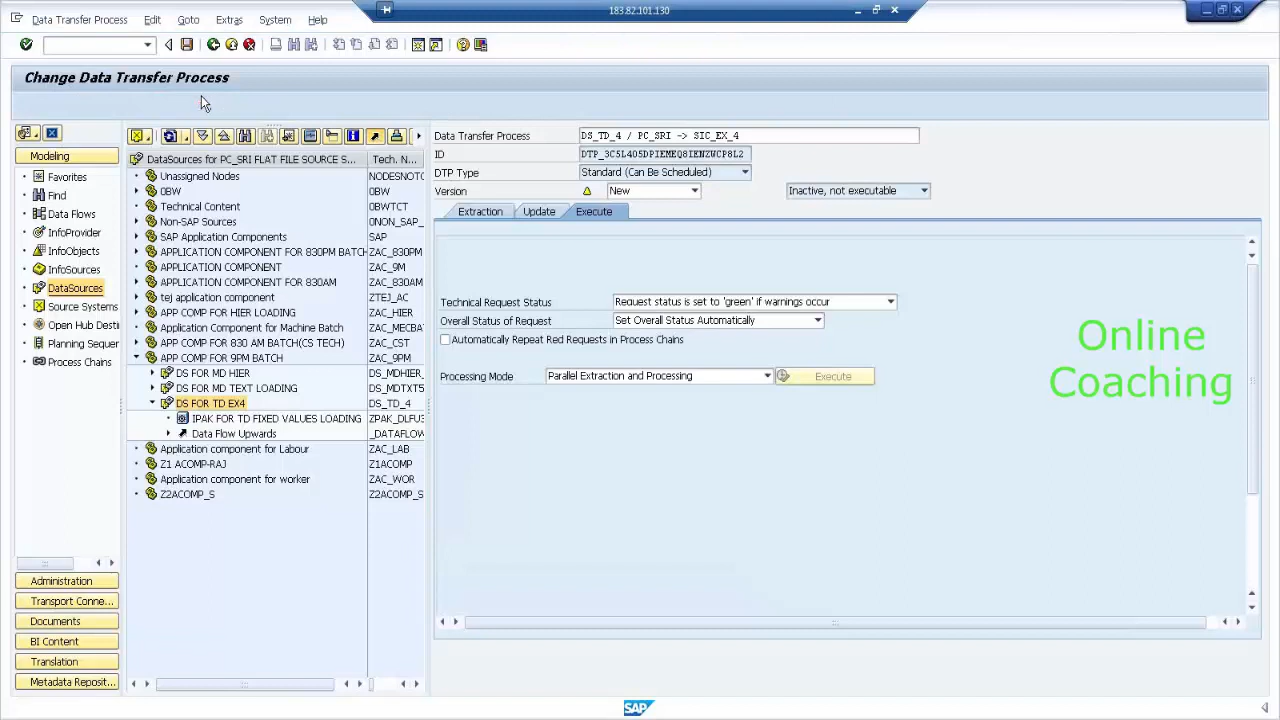 183.82.101.130
Data Transfer Process Edit Goto Extras System Help
Change Data Transfer Process
Modeling
Favorites
Find
Data Flows
InfoProvider
InfoObjects
InfoSources
DataSources
Source Systems
Open Hub Desti
Planning Sequer
Process Chains
Administration
Transport Conne...
Documents
BI Content
Translation
Metadata Reposit...
DataSources for PC_SRI FLAT FILE SOURCE S... Tech. N...
Unassigned Nodes NODESNOTC
0BW 0BW
Technical Content 0BWTCT
Non-SAP Sources 0NON_SAP_
SAP Application Components SAP
APPLICATION COMPONENT FOR 830PM BATCH ZAC_830PM
APPLICATION COMPONENT ZAC_9M
APPLICATION COMPONENT FOR 830AM ZAC_830AM
tej application component ZTEJ_AC
APP COMP FOR HIER LOADING ZAC_HIER
Application Component for Machine Batch ZAC_MECBA
APP COMP FOR 830 AM BATCH(CS TECH) ZAC_CST
APP COMP FOR 9PM BATCH ZAC_9PM
DS FOR MD HIER DS_MDHIER_
DS FOR MD TEXT LOADING DS_MDTXT5
DS FOR TD EX4 DS_TD_4
IPAK FOR TD FIXED VALUES LOADING ZPAK_DLFUS
Data Flow Upwards _DATAFLOW
Application component for Labour ZAC_LAB
Z1 ACOMP-RAJ Z1ACOMP
Application component for worker ZAC_WOR
Z2ACOMP_S Z2ACOMP_S
Data Transfer Process DS_TD_4 / PC_SRI -> SIC_EX_4
ID DTP_3C5L405DPIEMEQ8IENZWCP8L2
DTP Type Standard (Can Be Scheduled)
Version New Inactive, not executable
Extraction Update Execute
Technical Request Status Request status is set to 'green' if warnings occur
Overall Status of Request Set Overall Status Automatically
Automatically Repeat Red Requests in Process Chains
Processing Mode Parallel Extraction and Processing Execute
Online
Coaching
SAP